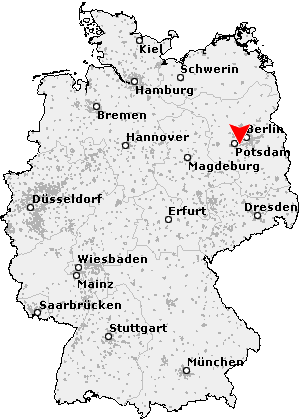 Kiel
Schwerin
Hamburg
Bremen
Berlin
Hannover
Potsdam
Magdeburg
Düsseldorf
Erfurt
Dresden
Wiesbaden
Mainz
Saarbrücken
Stuttgart
München